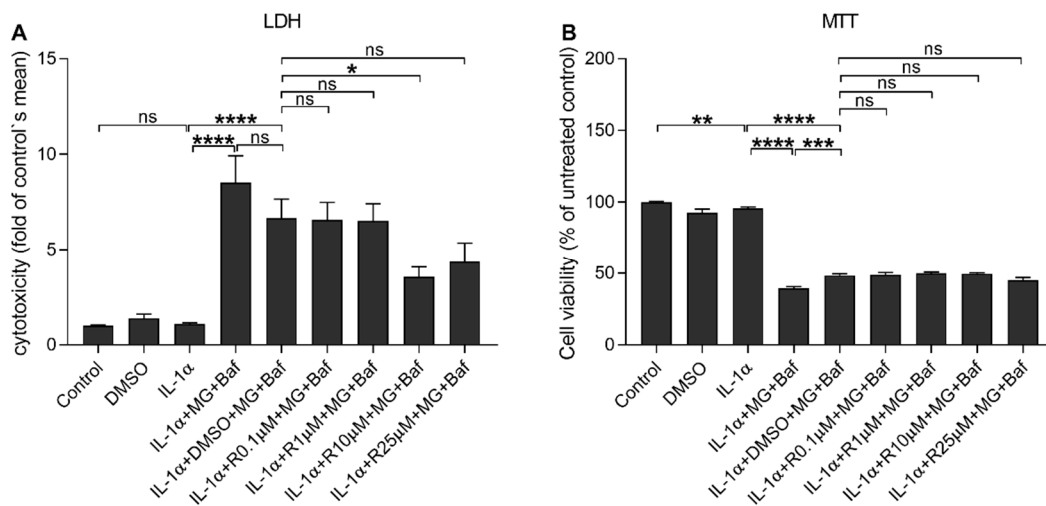 LDH
A
cytotoxicity (fold of control`s mean)
15
10
5
0
ns
*
ns
ns
ns
****
****
ns
Control
DMSO
IL-1α
IL-1α+MG+Baf
IL-1α+DMSO+MG+Baf
IL-1α+R0.1µM+MG+Baf
IL-1α+R1µM+MG+Baf
IL-1α+R10µM+MG+Baf
IL-1α+R25µM+MG+Baf
MTT
B
Cell viability (% of untreated control)
200
150
100
50
0
ns
ns
ns
ns
**
****
****
***
Control
DMSO
IL-1α
IL-1α+MG+Baf
IL-1α+DMSO+MG+Baf
IL-1α+R0.1µM+MG+Baf
IL-1α+R1µM+MG+Baf
IL-1α+R10µM+MG+Baf
IL-1α+R25µM+MG+Baf